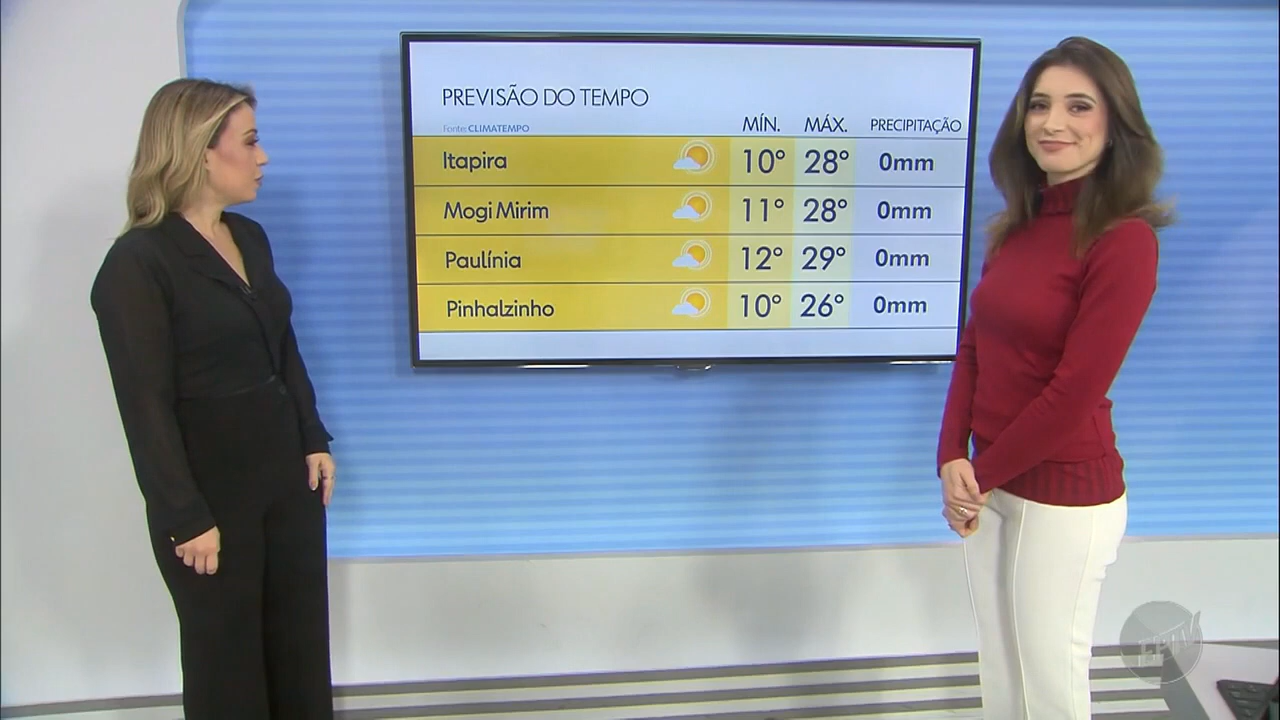 PREVISÃO DO TEMPO
Fonte: CLIMATEMPO MÍN. MÁX. PRECIPITAÇÃO
Itapira 10° 28° 0mm
Mogi Mirim 11° 28° 0mm
Paulínia 12° 29° 0mm
Pinhalzinho 10° 26° 0mm
EPTV